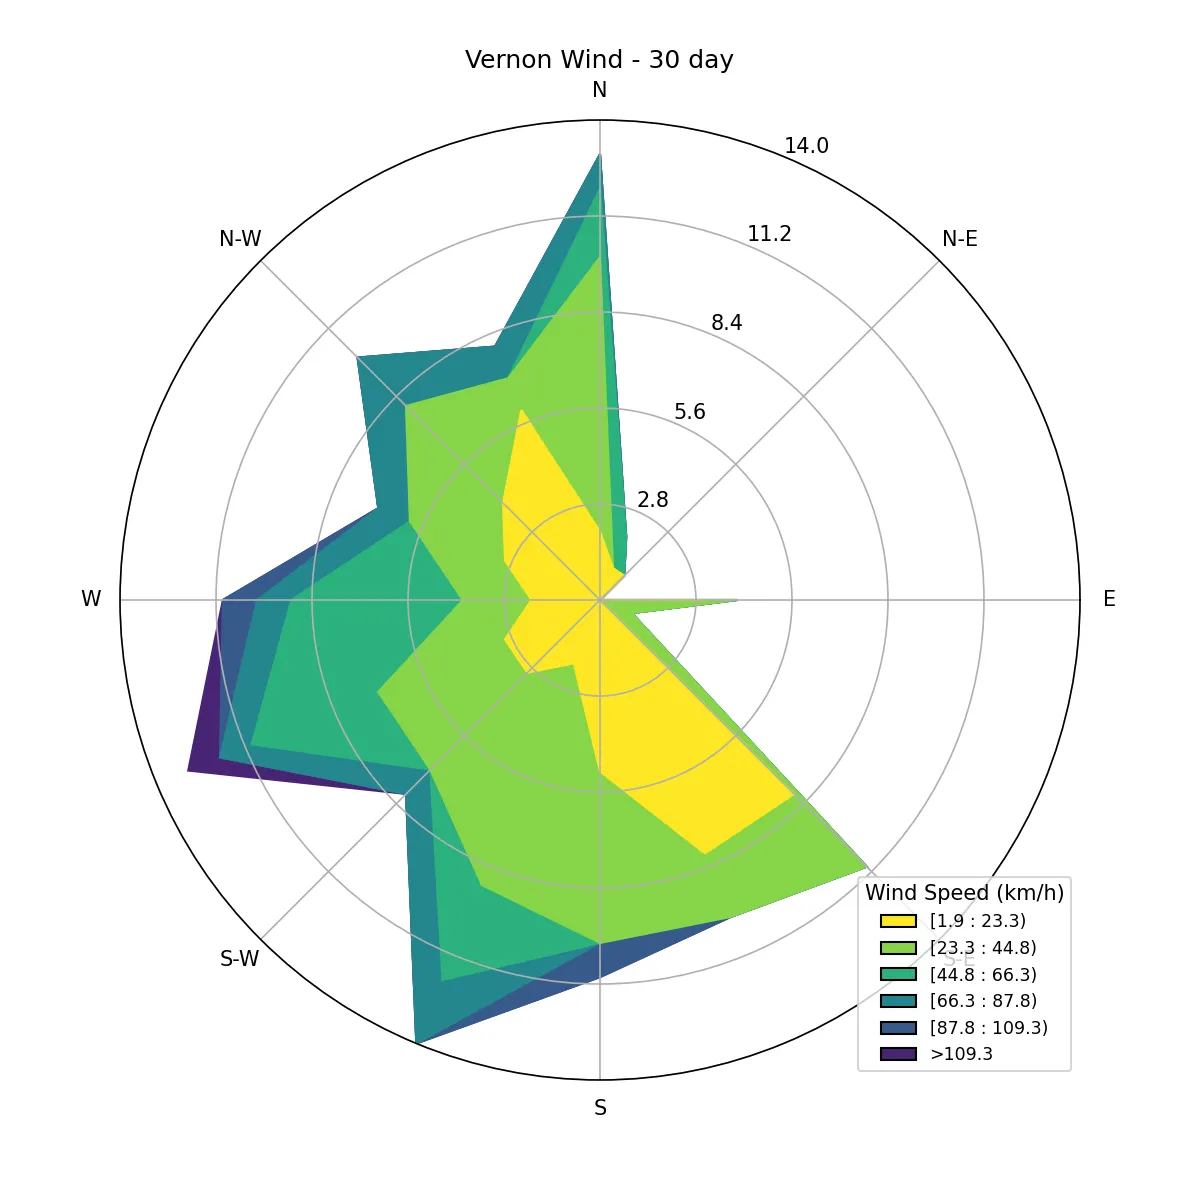 Vernon Wind - 30 day
N
14.0
N-W
N-E
11.2
8.4
5.6
2.8
W
E
Wind Speed (km/h)
[1.9 : 23.3)
[23.3 : 44.8)
S-W
S-E
[44.8 : 66.3)
[66.3 : 87.8)
[87.8 : 109.3)
>109.3
S